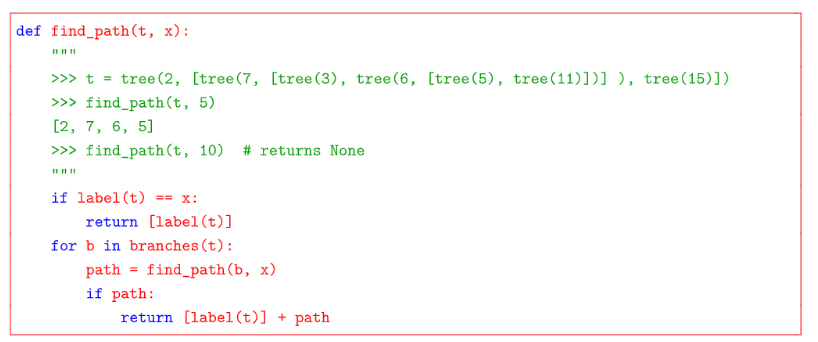 def find_path(t, x):
    """
    >>> t = tree(2, [tree(7, [tree(3), tree(6, [tree(5), tree(11)])] ), tree(15)])
    >>> find_path(t, 5)
    [2, 7, 6, 5]
    >>> find_path(t, 10)  # returns None
    """
    if label(t) == x:
        return [label(t)]
    for b in branches(t):
        path = find_path(b, x)
        if path:
            return [label(t)] + path